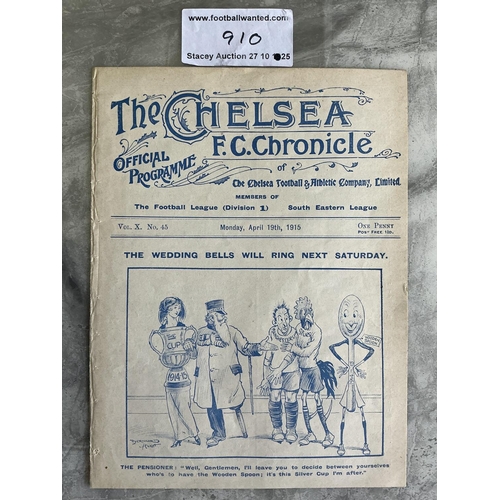 www.footballwanted.com
910
Stacey Auction 27 10 25
The CHELSEA
F.C. Chronicle
OFFICIAL
PROGRAMME
of
The Chelsea Football & Athletic Company, Limited.
MEMBERS OF
The Football League (Division 1) South Eastern League
VOL. X. No. 45 Monday, April 19th, 1915 ONE PENNY
POST FREE 1½D.
THE WEDDING BELLS WILL RING NEXT SATURDAY.
THE
CUP
1914-15
THE PENSIONER: "Well, Gentlemen, I'll leave you to decide between yourselves
who's to have the Wooden Spoon; it's this Silver Cup I'm after."